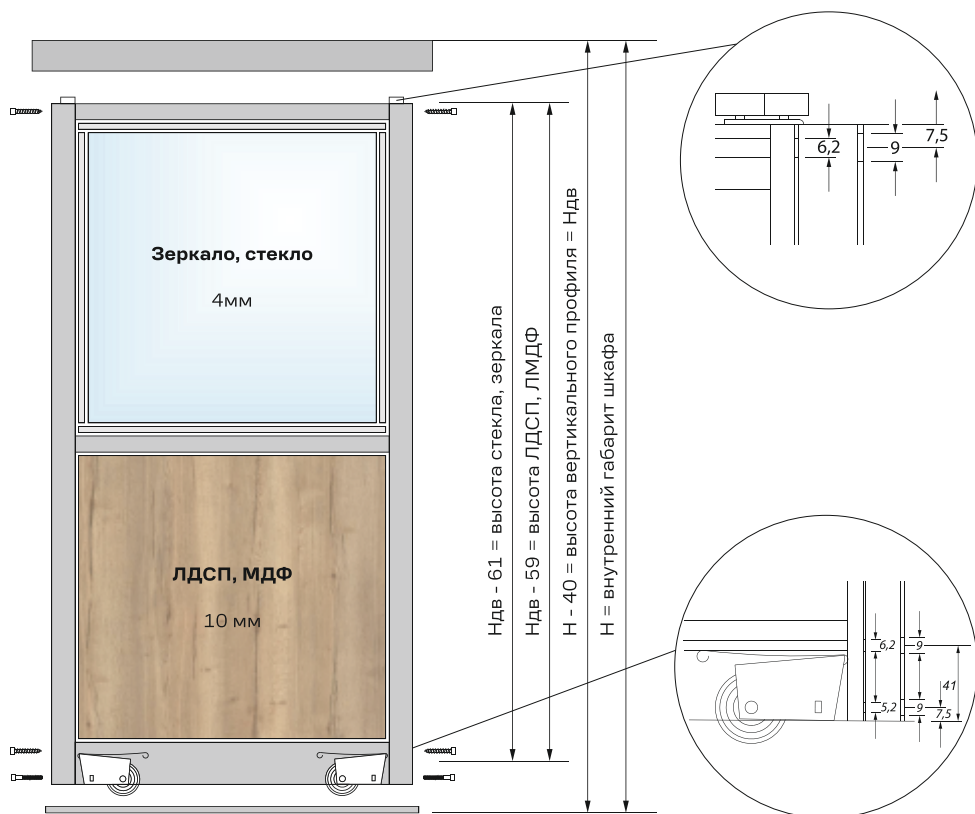 Зеркало, стекло
4мм
ЛДСП, МДФ
10 мм
Ндв - 61 = высота стекла, зеркала
Ндв - 59 = высота ЛДСП, ЛМДФ
Н - 40 = высота вертикального профиля = Ндв
Н = внутренний габарит шкафа
6,2
9
7,5
6,2
9
41
5,2
9
7,5